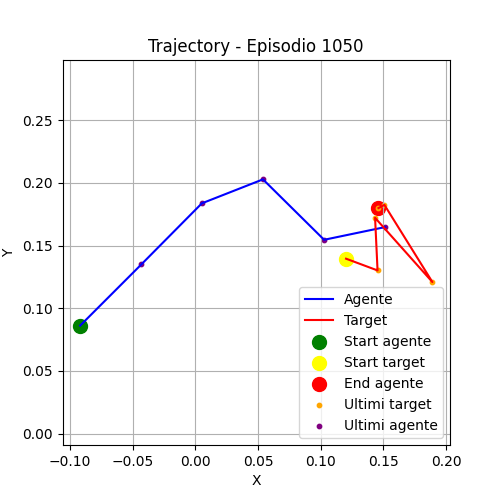 Trajectory - Episodio 1050
Y
0.25
0.20
0.15
0.10
0.05
0.00
−0.10
−0.05
0.00
0.05
0.10
0.15
0.20
X
Agente
Target
Start agente
Start target
End agente
Ultimi target
Ultimi agente